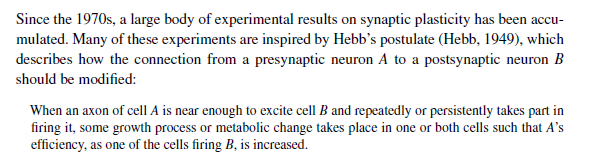 Since the 1970s, a large body of experimental results on synaptic plasticity has been accu-
mulated. Many of these experiments are inspired by Hebb's postulate (Hebb, 1949), which
describes how the connection from a presynaptic neuron A to a postsynaptic neuron B
should be modified:
When an axon of cell A is near enough to excite cell B and repeatedly or persistently takes part in
firing it, some growth process or metabolic change takes place in one or both cells such that A's
efficiency, as one of the cells firing B, is increased.